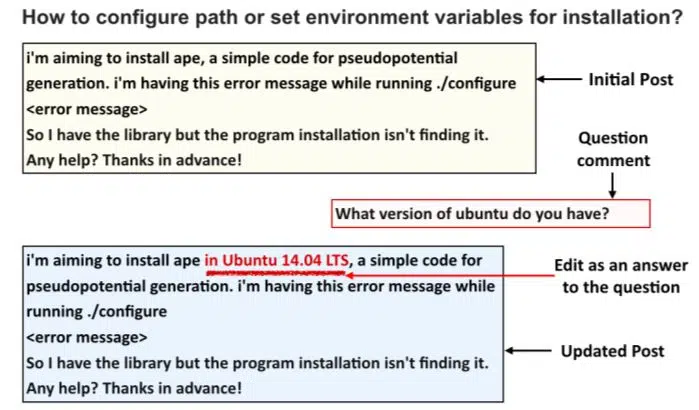 How to configure path or set environment variables for installation?
i'm aiming to install ape, a simple code for pseudopotential
generation. i'm having this error message while running ./configure
<error message>
So I have the library but the program installation isn't finding it.
Any help? Thanks in advance!
Initial Post
Question
comment
What version of ubuntu do you have?
i'm aiming to install ape in Ubuntu 14.04 LTS, a simple code for
pseudopotential generation. i'm having this error message while
running ./configure
<error message>
So I have the library but the program installation isn't finding it.
Any help? Thanks in advance!
Edit as an answer
to the question
Updated Post